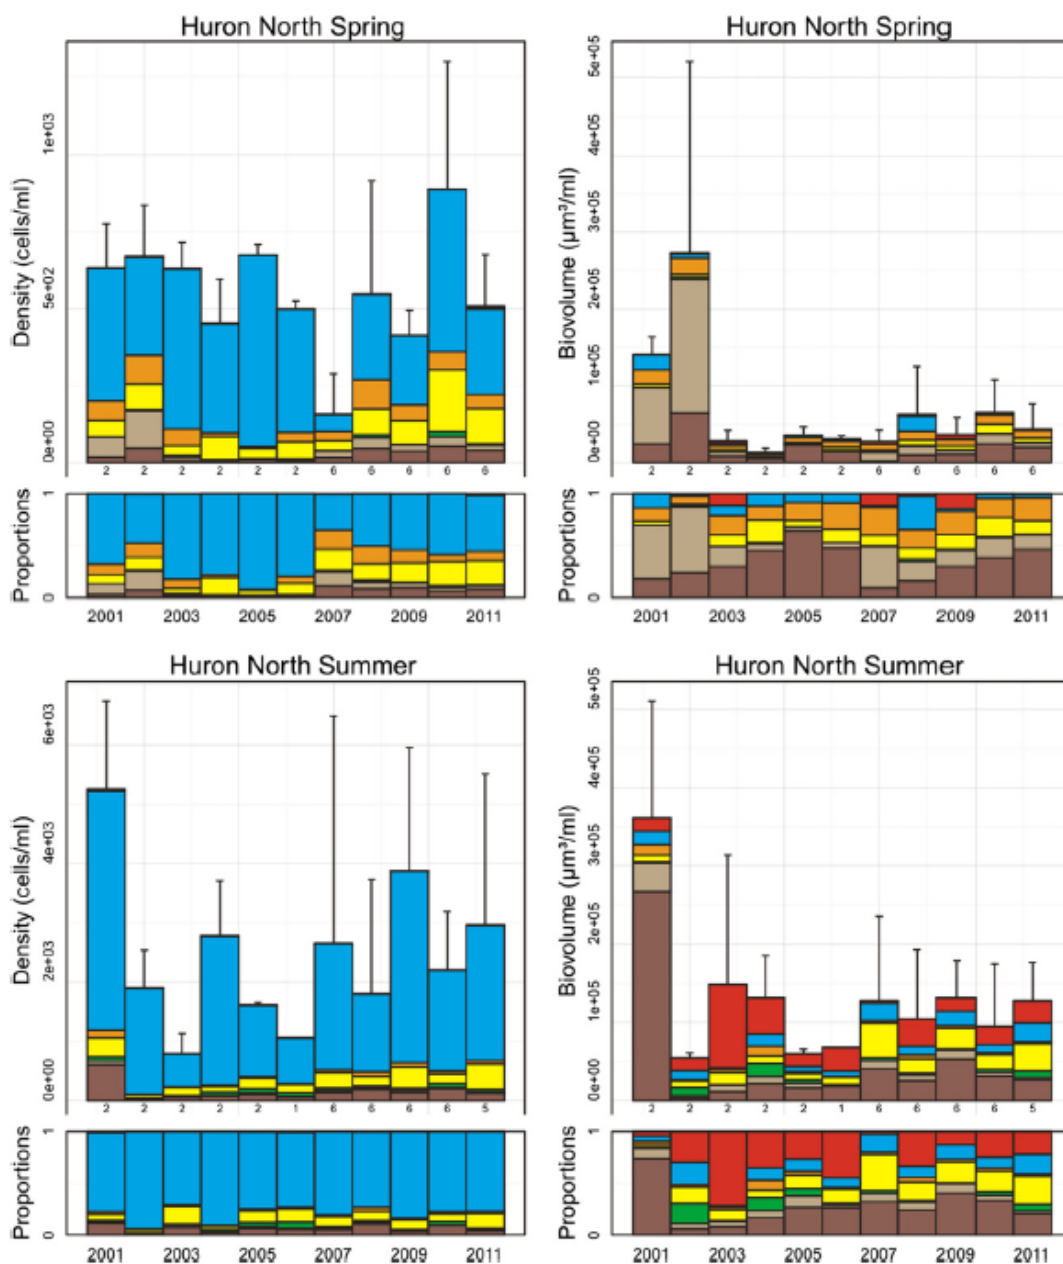 Huron North Spring
Density (cells/ml)
0e+00 5e+02 1e+03
2 2 2 2 2 2 6 6 6 6 6
Proportions
0 1
2001 2003 2005 2007 2009 2011
Huron North Spring
Biovolume (µm³/ml)
0e+00 1e+05 2e+05 3e+05 4e+05 5e+05
2 2 2 2 2 2 6 6 6 6 6
Proportions
0 1
2001 2003 2005 2007 2009 2011
Huron North Summer
Density (cells/ml)
0e+00 2e+03 4e+03 6e+03
2 2 2 2 2 1 6 6 6 6 5
Proportions
0 1
2001 2003 2005 2007 2009 2011
Huron North Summer
Biovolume (µm³/ml)
0e+00 1e+05 2e+05 3e+05 4e+05 5e+05
2 2 2 2 2 1 6 6 6 6 5
Proportions
0 1
2001 2003 2005 2007 2009 2011